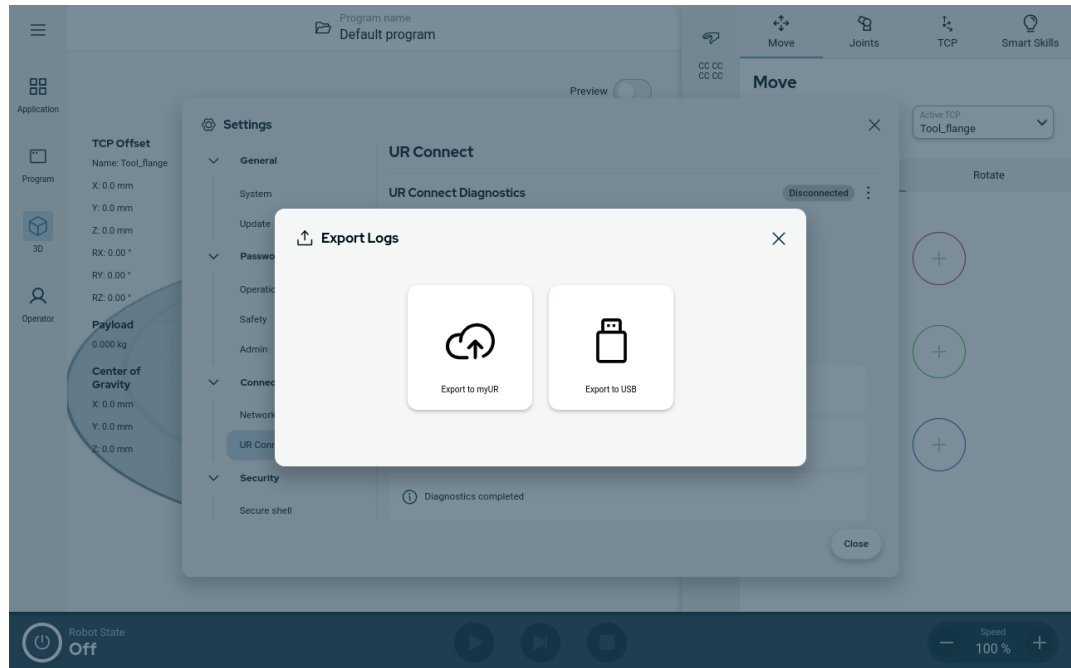 Program name
Default program
Move
Joints
TCP
Smart Skills
CC CC
CC CC
Application
Preview
Move
Active TCP
Tool_flange
Rotate
Program
3D
Operator
TCP Offset
Name: Tool_flange
X: 0.0 mm
Y: 0.0 mm
Z: 0.0 mm
RX: 0.00 °
RY: 0.00 °
RZ: 0.00 °
Payload
0.000 kg
Center of
Gravity
X: 0.0 mm
Y: 0.0 mm
Z: 0.0 mm
Settings
General
System
Update
Passwo
Operatio
Safety
Admin
Connec
Network
UR Conn
Security
Secure shell
UR Connect
UR Connect Diagnostics
Disconnected
Export Logs
Export to myUR
Export to USB
Diagnostics completed
Close
Robot State
Off
Speed
100 %